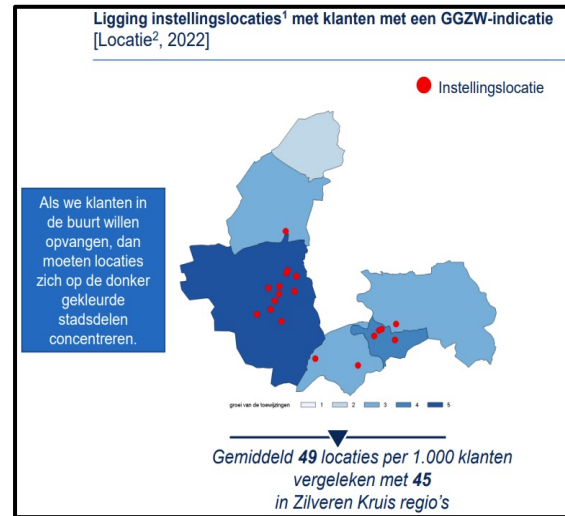 Ligging instellingslocaties¹ met klanten met een GGZW-indicatie
[Locatie², 2022]
Instellingslocatie
Als we klanten in
de buurt willen
opvangen, dan
moeten locaties
zich op de donker
gekleurde
stadsdelen
concentreren.
groei van de toewijzingen 1 2 3 4 5
Gemiddeld 49 locaties per 1.000 klanten
vergeleken met 45
in Zilveren Kruis regio's